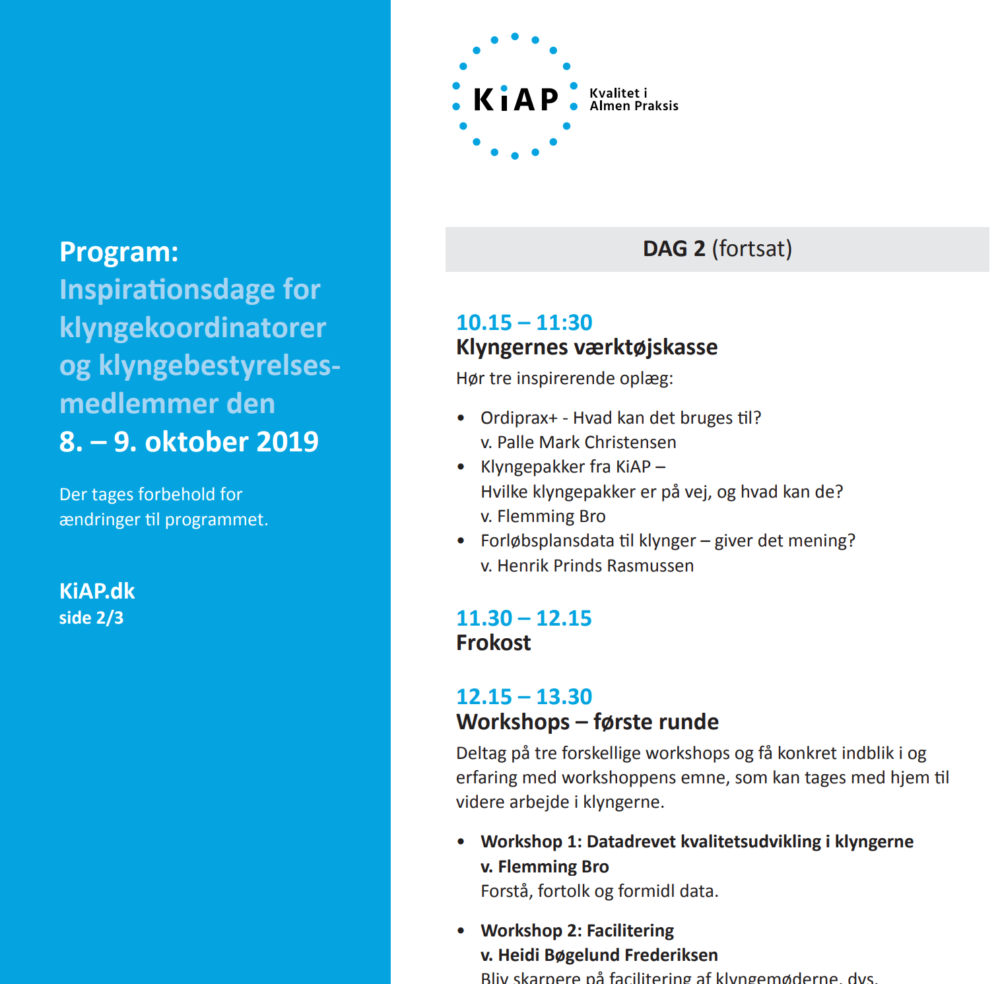 Program:
Inspirationsdage for
klyngekoordinatorer
og klyngebestyrelses-
medlemmer den
8. – 9. oktober 2019
Der tages forbehold for
ændringer til programmet.
KiAP.dk
side 2/3
KiAP
Kvalitet i
Almen Praksis
DAG 2 (fortsat)
10.15 – 11:30
Klyngernes værktøjskasse
Hør tre inspirerende oplæg:
• Ordiprax+ - Hvad kan det bruges til?
v. Palle Mark Christensen
• Klyngepakker fra KiAP –
Hvilke klyngepakker er på vej, og hvad kan de?
v. Flemming Bro
• Forløbsplansdata til klynger – giver det mening?
v. Henrik Prinds Rasmussen
11.30 – 12.15
Frokost
12.15 – 13.30
Workshops – første runde
Deltag på tre forskellige workshops og få konkret indblik i og
erfaring med workshoppens emne, som kan tages med hjem til
videre arbejde i klyngerne.
• Workshop 1: Datadrevet kvalitetsudvikling i klyngerne
v. Flemming Bro
Forstå, fortolk og formidl data.
• Workshop 2: Facilitering
v. Heidi Bøgelund Frederiksen
Bliv skarpere på facilitering af klyngemøderne, dvs.